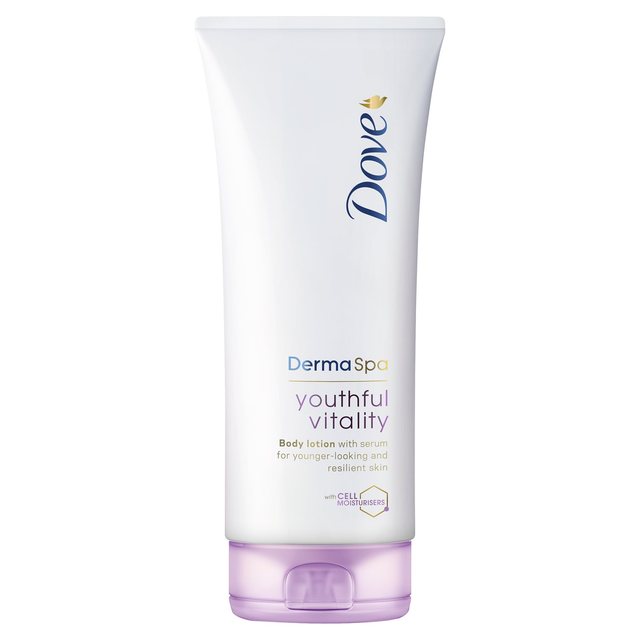 Dove
DermaSpa
youthful
vitality
Body lotion with serum
for younger-looking and
resilient skin
with CELL
MOISTURISERS